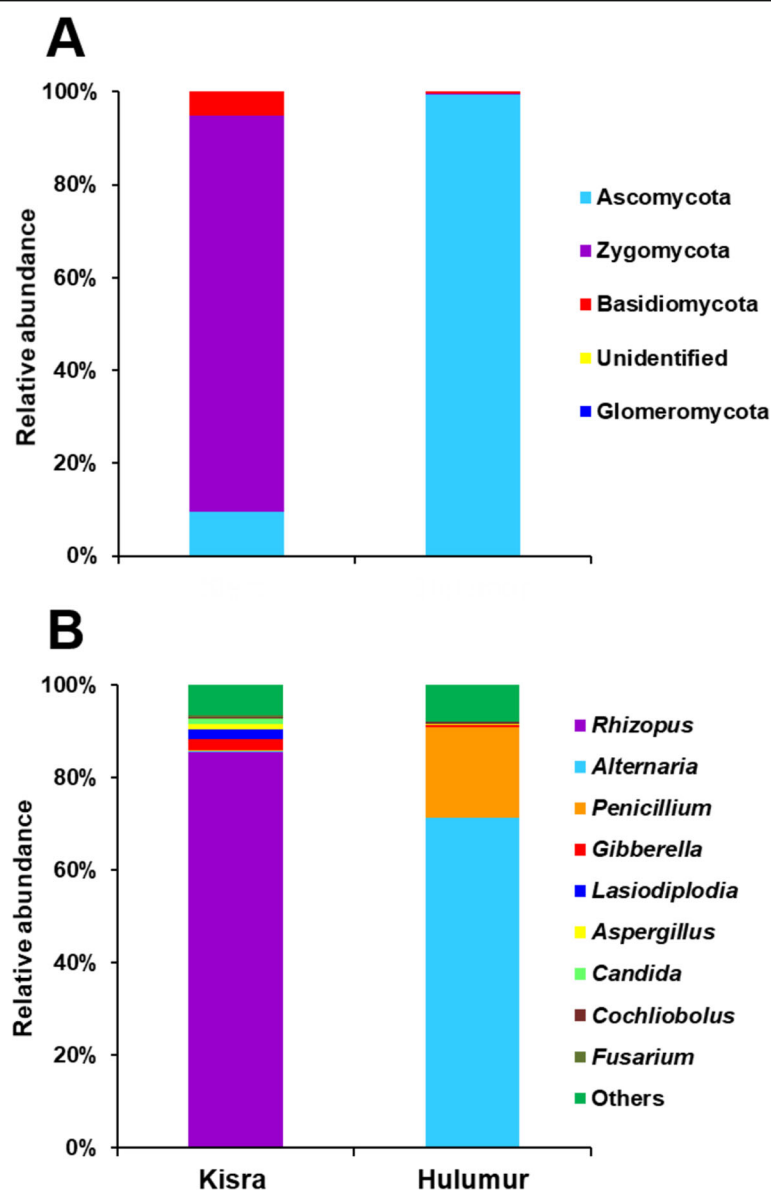 A
Relative abundance
100%
80%
60%
40%
20%
0%
Ascomycota
Zygomycota
Basidiomycota
Unidentified
Glomeromycota
B
Relative abundance
100%
80%
60%
40%
20%
0%
Rhizopus
Alternaria
Penicillium
Gibberella
Lasiodiplodia
Aspergillus
Candida
Cochliobolus
Fusarium
Others
Kisra Hulumur